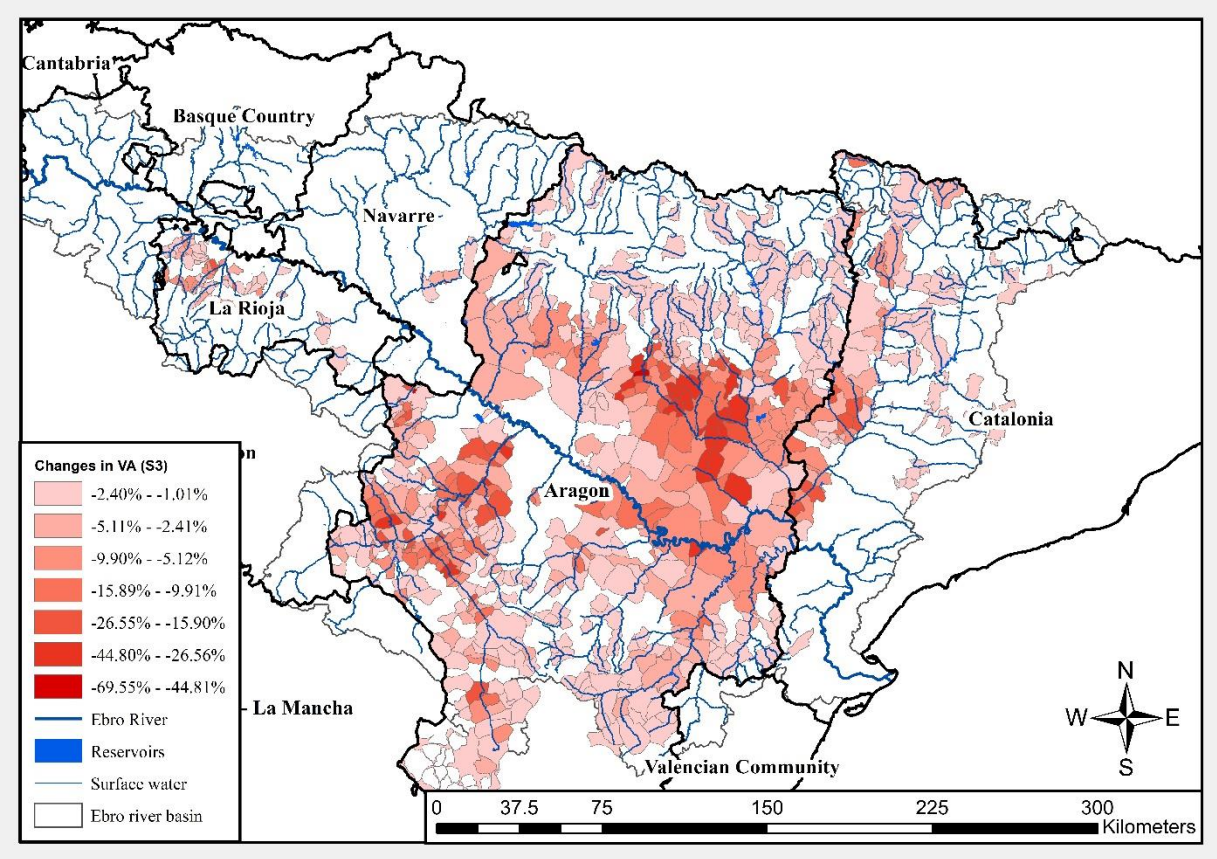 Cantabria
Basque Country
Navarre
La Rioja
Catalonia
on
Aragon
La Mancha
Valencian Community
Changes in VA (S3)
-2.40% - -1.01%
-5.11% - -2.41%
-9.90% - -5.12%
-15.89% - -9.91%
-26.55% - -15.90%
-44.80% - -26.56%
-69.55% - -44.81%
Ebro River
Reservoirs
Surface water
Ebro river basin
N
W E
S
0 37.5 75 150 225 300
Kilometers